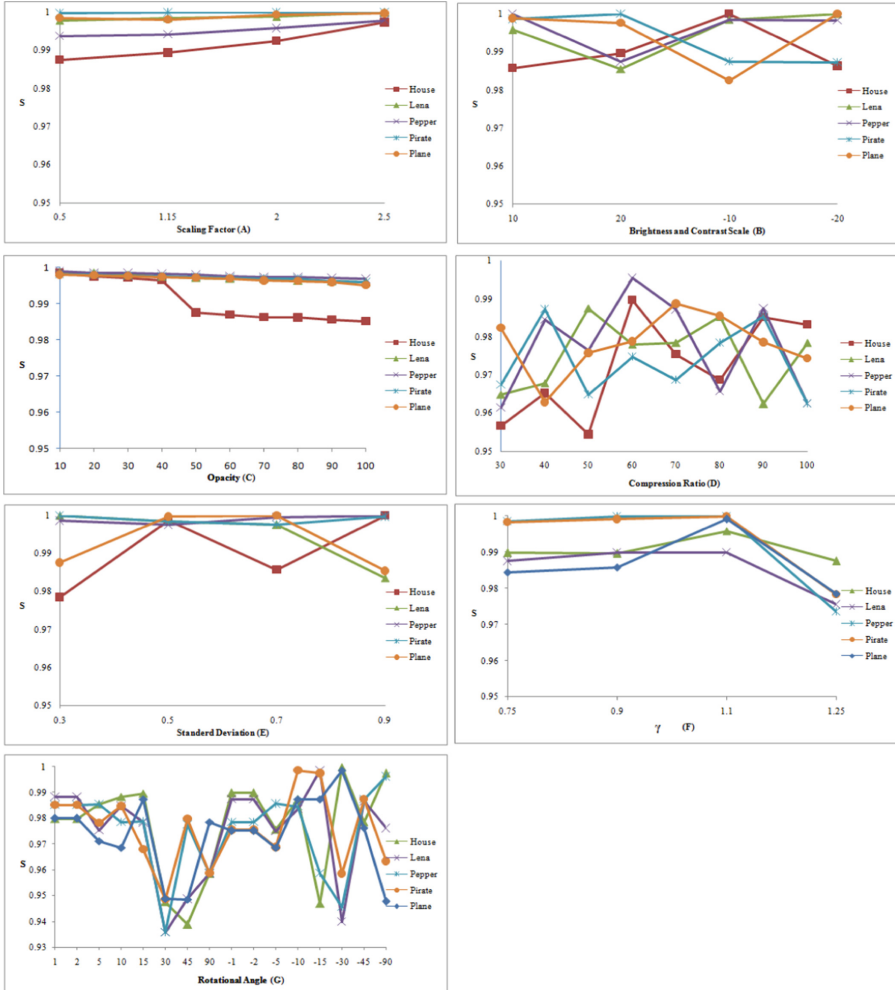 1
0.99
0.98
S
0.97
0.96
0.95
0.5 1.15 2 2.5
Scaling Factor (A)
House
Lena
Pepper
Pirate
Plane
1
0.99
0.98
S
0.97
0.96
0.95
10 20 -10 -20
Brightness and Contrast Scale (B)
House
Lena
Pepper
Pirate
Plane
1
0.99
0.98
S
0.97
0.96
0.95
10 20 30 40 50 60 70 80 90 100
Opacity (C)
House
Lena
Pepper
Pirate
Plane
1
0.99
0.98
S
0.97
0.96
0.95
30 40 50 60 70 80 90 100
Compression Ratio (D)
House
Lena
Pepper
Pirate
Plane
1
0.99
0.98
S
0.97
0.96
0.95
0.3 0.5 0.7 0.9
Standerd Deviation (E)
House
Lena
Pepper
Pirate
Plane
1
0.99
0.98
S
0.97
0.96
0.95
0.75 0.9 1.1 1.25
γ (F)
House
Lena
Pepper
Pirate
Plane
1
0.99
0.98
0.97
S
0.96
0.95
0.94
0.93
1 2 5 10 15 30 45 90 -1 -2 -5 -10 -15 -30 -45 -90
Rotational Angle (G)
House
Lena
Pepper
Pirate
Plane